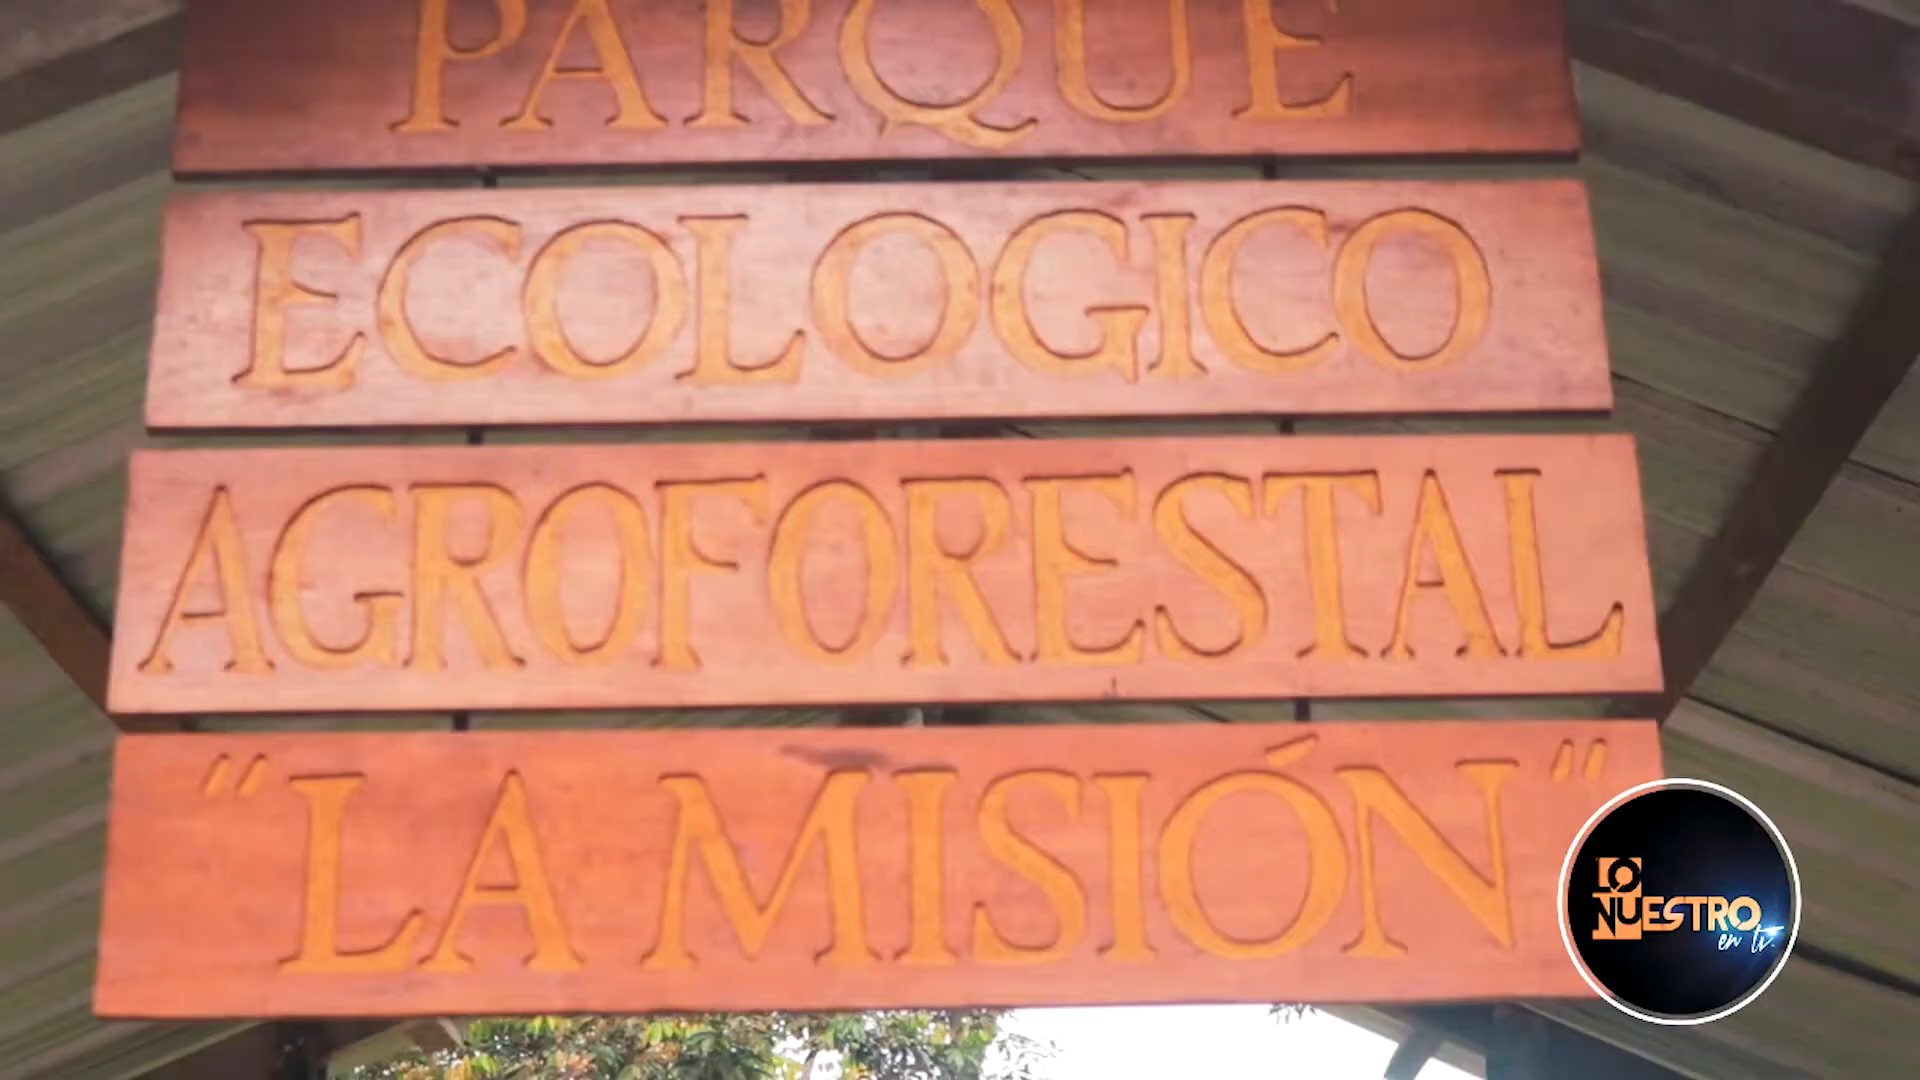 PARQUE
ECOLOGICO
AGROFORESTAL
"LA MISIÓN"
LO
NUESTRO
en tv